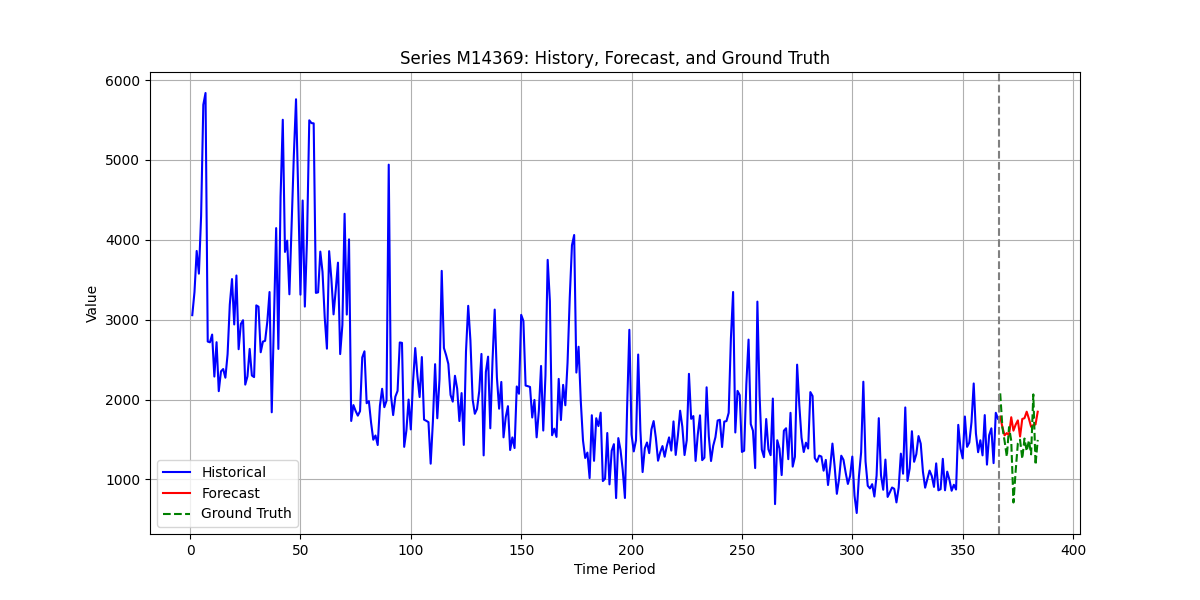 Series M14369: History, Forecast, and Ground Truth
6000
5000
4000
3000
2000
1000
Value
Historical
Forecast
Ground Truth
0 50 100 150 200 250 300 350 400
Time Period